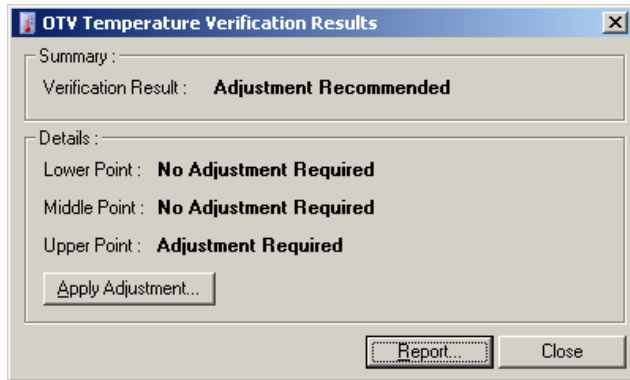 OTV Temperature Verification Results
Summary :
Verification Result : Adjustment Recommended
Details :
Lower Point : No Adjustment Required
Middle Point : No Adjustment Required
Upper Point : Adjustment Required
Apply Adjustment...
Report... Close